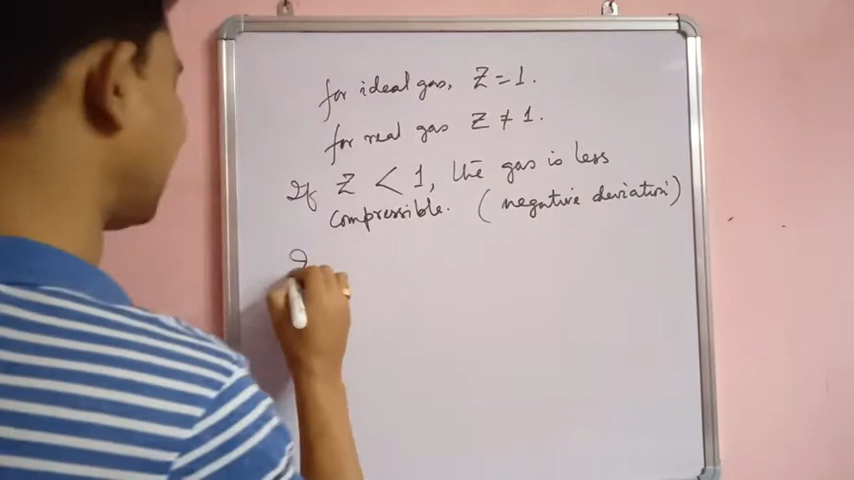 for ideal gas, Z = 1.
for real gas Z ≠ 1.
If Z < 1, the gas is less
compressible. (negative deviation)